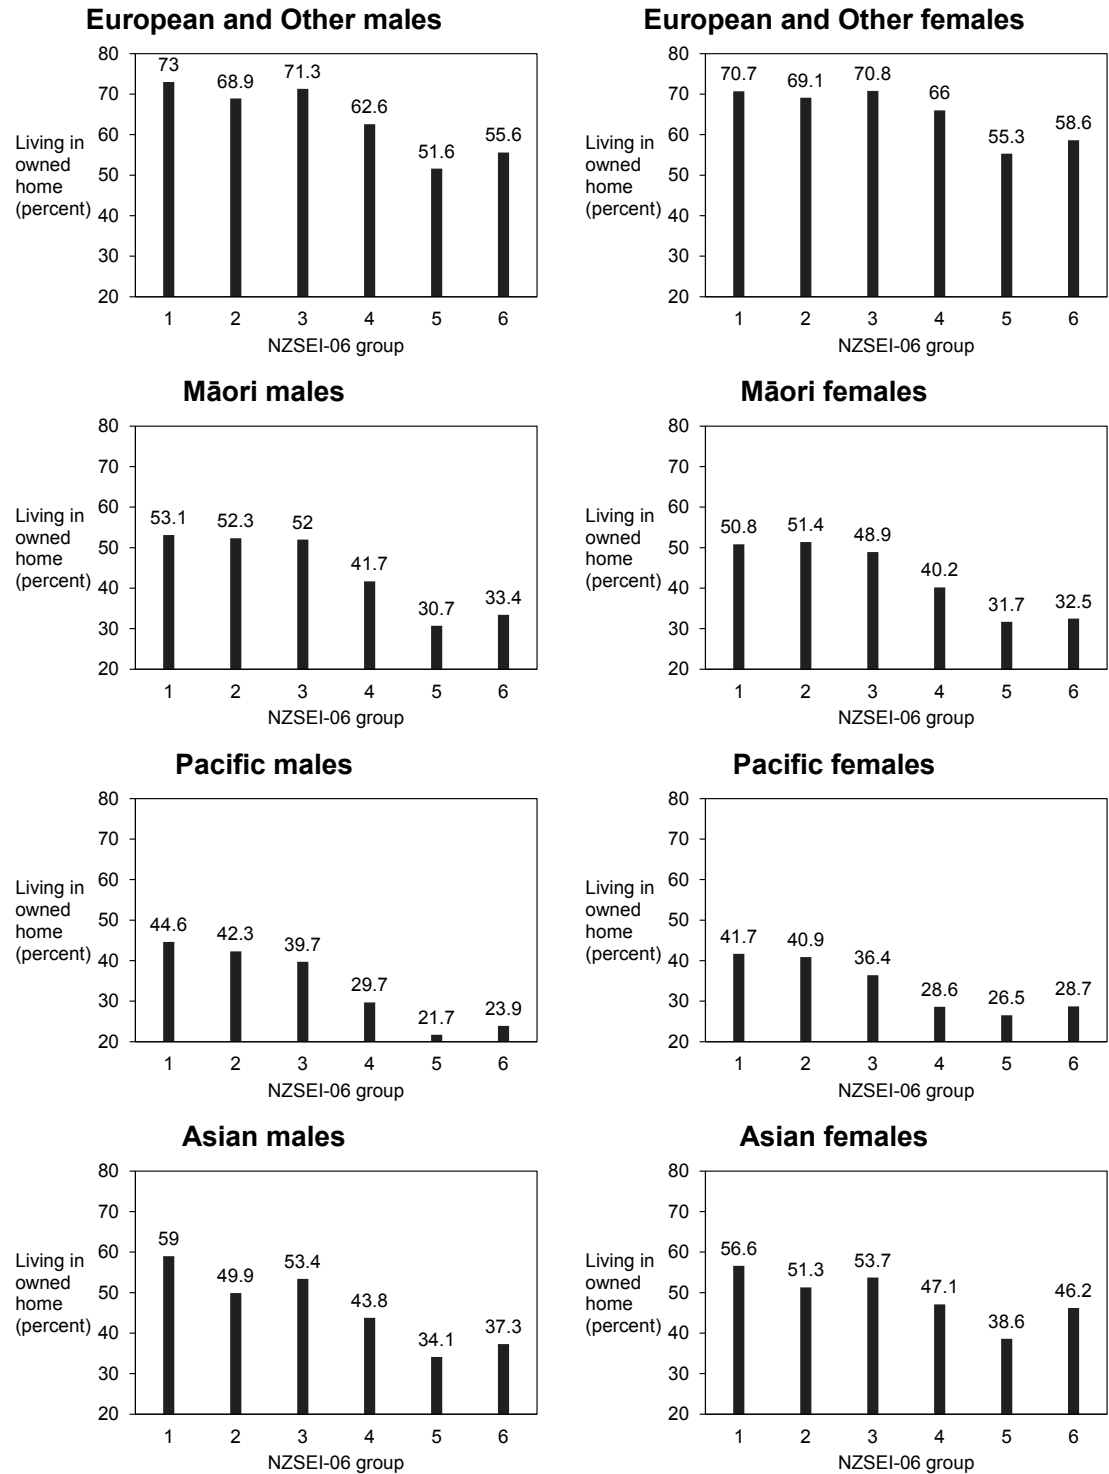 European and Other males
80
70
60
50
40
30
20
Living in
owned
home
(percent)
73
68.9
71.3
62.6
51.6
55.6
1 2 3 4 5 6
NZSEI-06 group
European and Other females
80
70
60
50
40
30
20
Living in
owned
home
(percent)
70.7
69.1
70.8
66
55.3
58.6
1 2 3 4 5 6
NZSEI-06 group
Māori males
80
70
60
50
40
30
20
Living in
owned
home
(percent)
53.1
52.3
52
41.7
30.7
33.4
1 2 3 4 5 6
NZSEI-06 group
Māori females
80
70
60
50
40
30
20
Living in
owned
home
(percent)
50.8
51.4
48.9
40.2
31.7
32.5
1 2 3 4 5 6
NZSEI-06 group
Pacific males
80
70
60
50
40
30
20
Living in
owned
home
(percent)
44.6
42.3
39.7
29.7
21.7
23.9
1 2 3 4 5 6
NZSEI-06 group
Pacific females
80
70
60
50
40
30
20
Living in
owned
home
(percent)
41.7
40.9
36.4
28.6
26.5
28.7
1 2 3 4 5 6
NZSEI-06 group
Asian males
80
70
60
50
40
30
20
Living in
owned
home
(percent)
59
49.9
53.4
43.8
34.1
37.3
1 2 3 4 5 6
NZSEI-06 group
Asian females
80
70
60
50
40
30
20
Living in
owned
home
(percent)
56.6
51.3
53.7
47.1
38.6
46.2
1 2 3 4 5 6
NZSEI-06 group